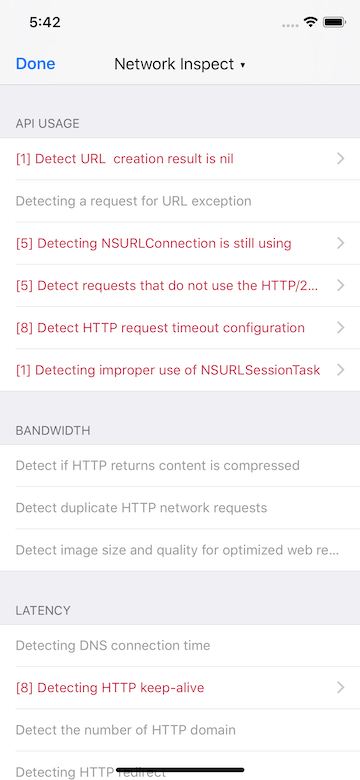 5:42
Done
Network Inspect ▾
API USAGE
[1] Detect URL  creation result is nil
Detecting a request for URL exception
[5] Detecting NSURLConnection is still using
[5] Detect requests that do not use the HTTP/2...
[8] Detect HTTP request timeout configuration
[1] Detecting improper use of NSURLSessionTask
BANDWIDTH
Detect if HTTP returns content is compressed
Detect duplicate HTTP network requests
Detect image size and quality for optimized web re...
LATENCY
Detecting DNS connection time
[8] Detecting HTTP keep-alive
Detect the number of HTTP domain
Detecting HTTP redirect